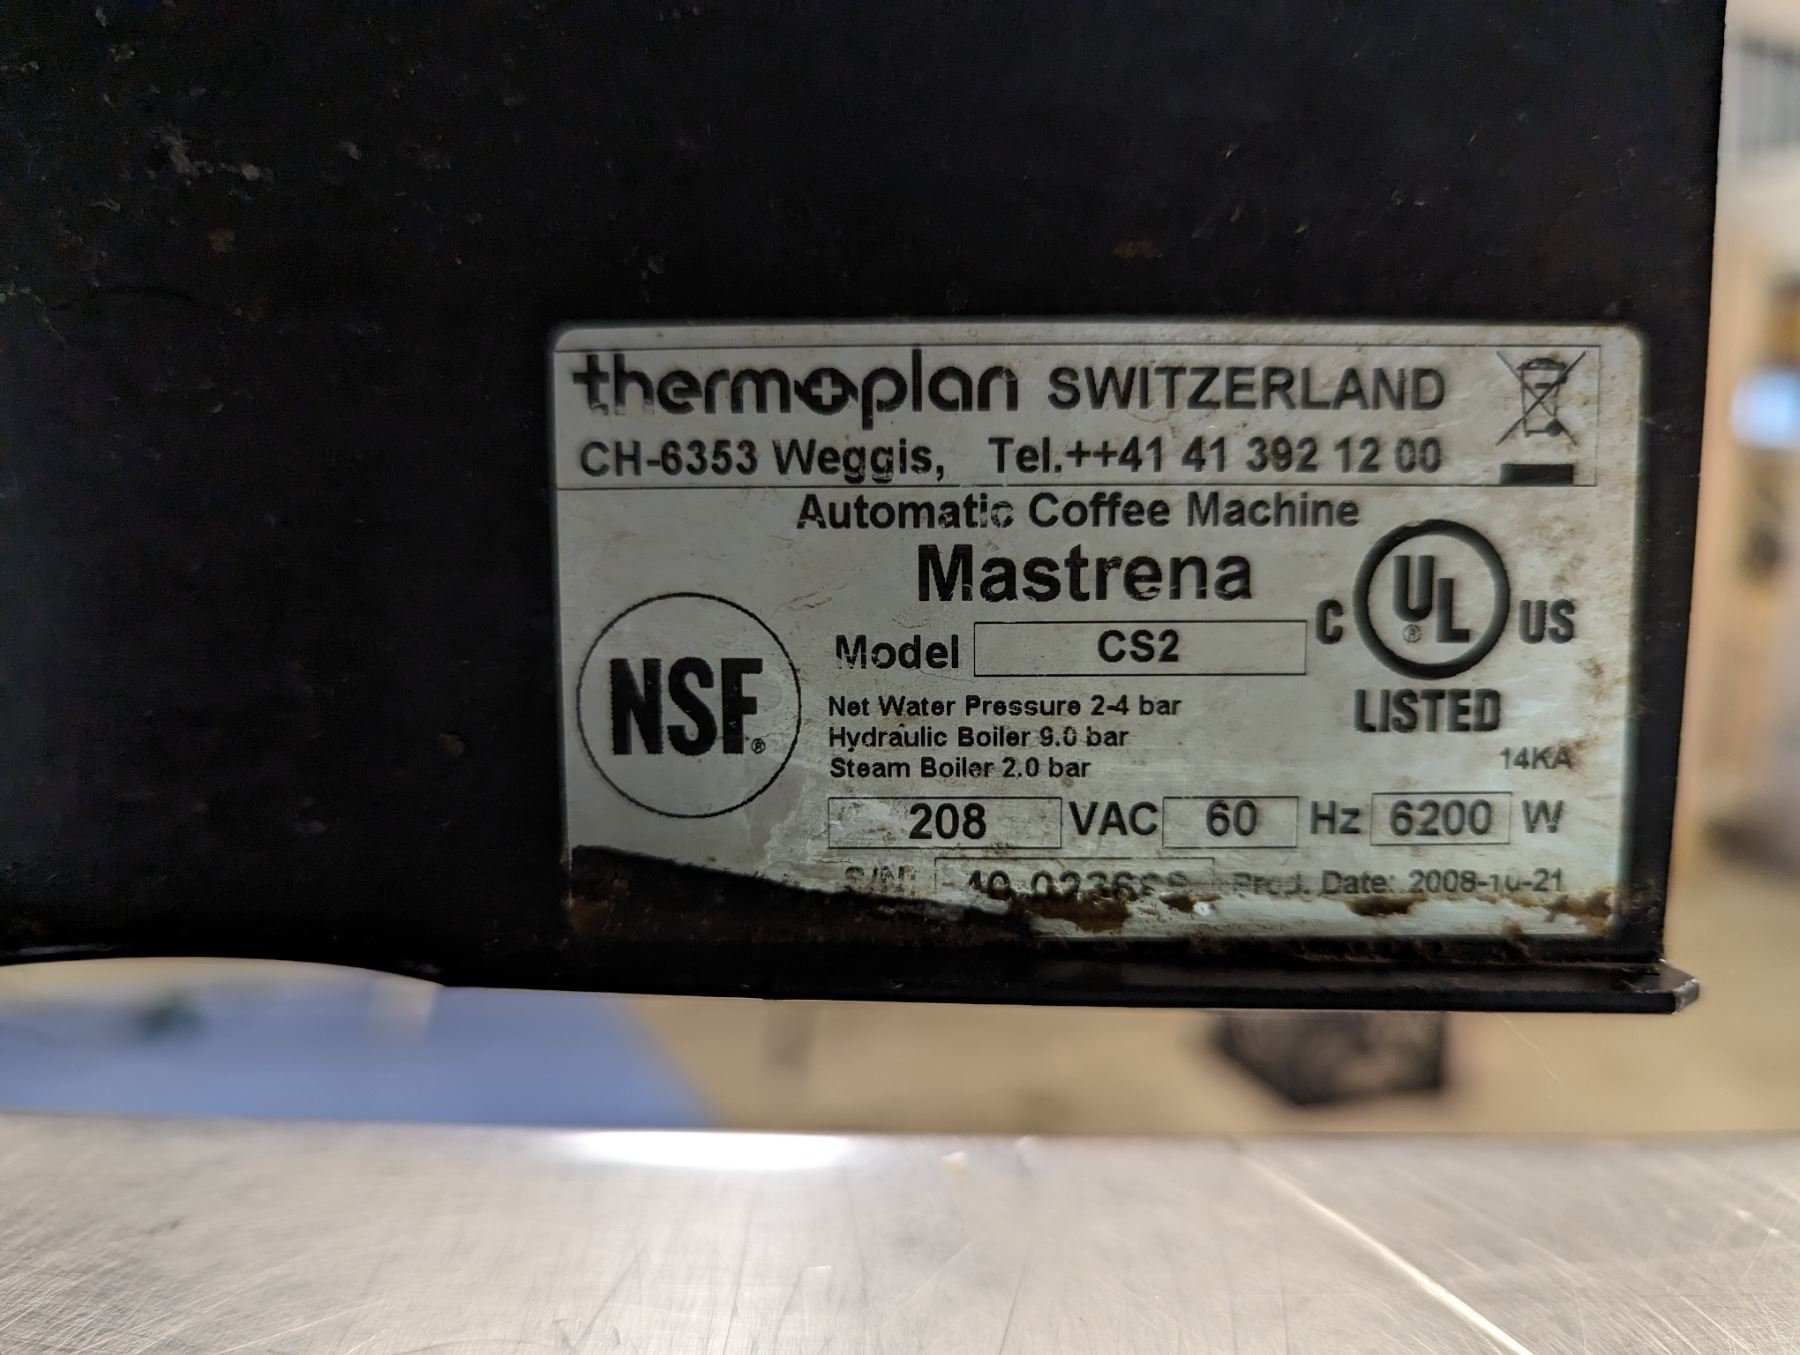 thermoplan SWITZERLAND
CH-6353 Weggis, Tel.++41 41 392 12 00
Automatic Coffee Machine
Mastrena
C UL® US
LISTED
14KA
Model CS2
NSF®
Net Water Pressure 2-4 bar
Hydraulic Boiler 9.0 bar
Steam Boiler 2.0 bar
208 VAC 60 Hz 6200 W
S/N: Prod. Date: 2008-10-21